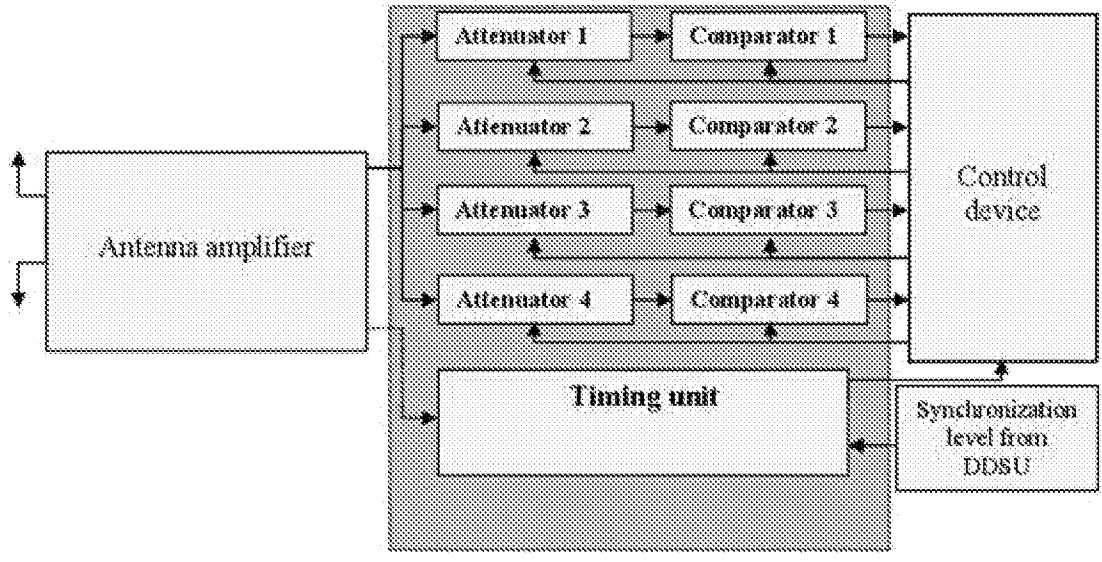 Attenuator 1
Comparator 1
Attenuator 2
Comparator 2
Control
device
Attenuator 3
Comparator 3
Antenna amplifier
Attenuator 4
Comparator 4
Timing unit
Synchronization
level from
DDSU